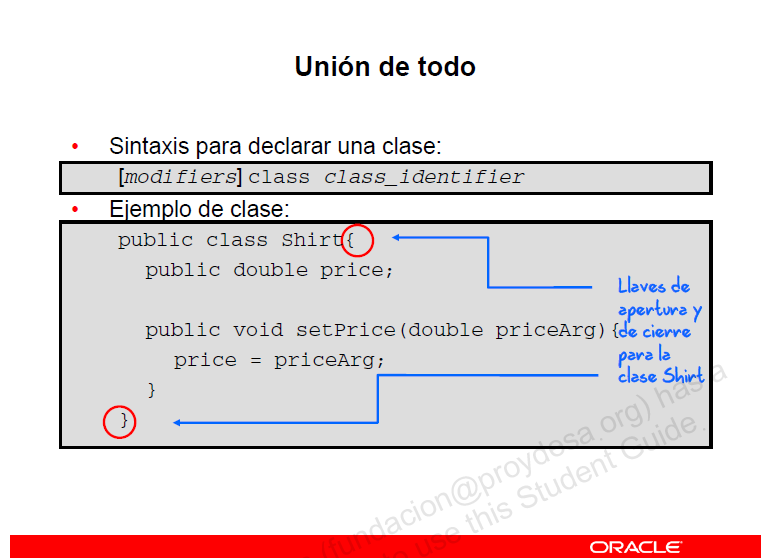 Unión de todo
• Sintaxis para declarar una clase:
[modifiers] class class_identifier
• Ejemplo de clase:
public class Shirt{
public double price;
public void setPrice(double priceArg){
price = priceArg;
}
}
Llaves de
apertura y
de cierre
para la
clase Shirt
(fundacion@proydesa.org) has a
to use this Student Guide.
ORACLE